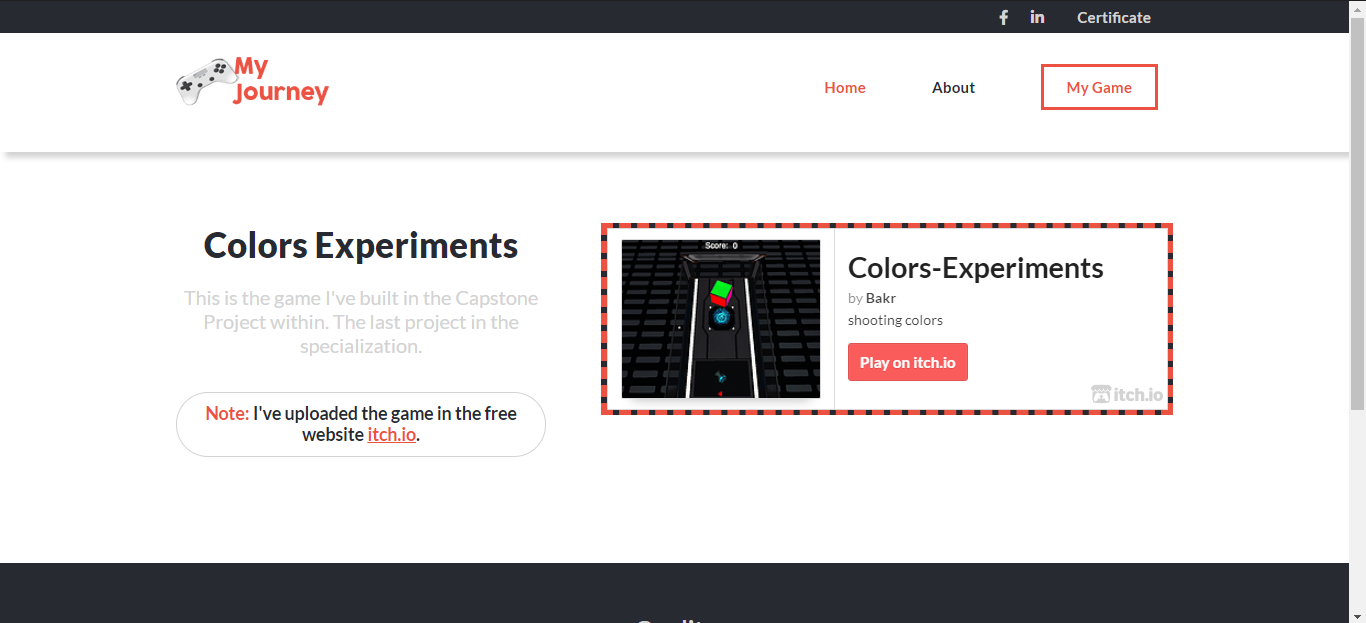 Certificate
My
Journey
Home
About
My Game
Colors Experiments
This is the game I've built in the Capstone
Project within. The last project in the
specialization.
Note: I've uploaded the game in the free
website itch.io.
Score: 0
Colors-Experiments
by Bakr
shooting colors
Play on itch.io
itch.io